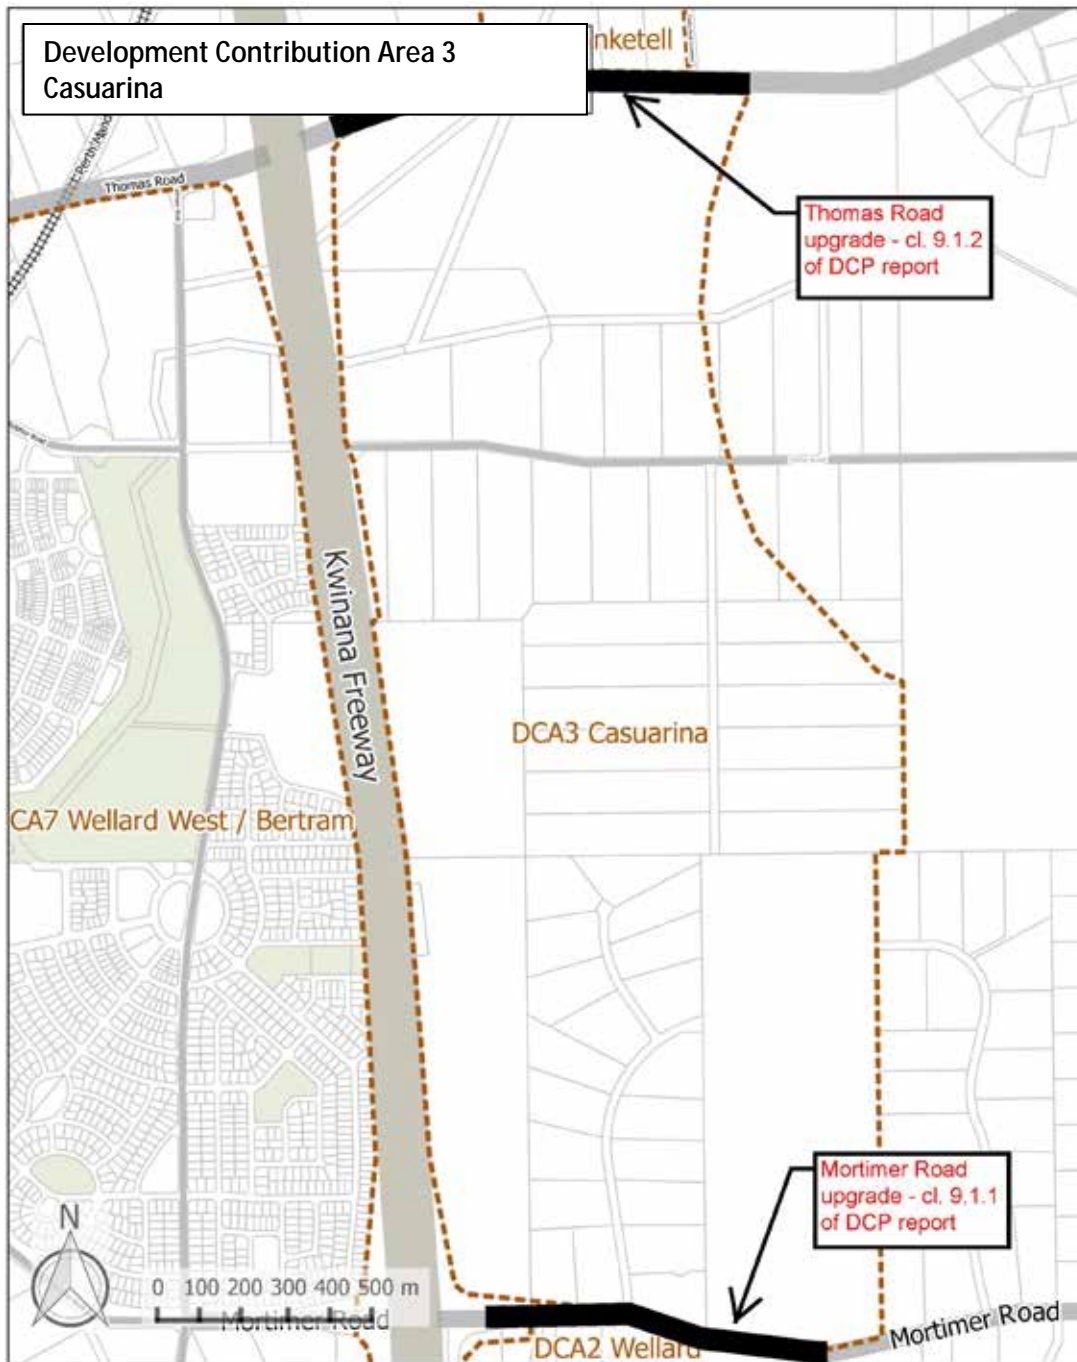 Development Contribution Area 3
Casuarina
nketell
Perth/Mand
Thomas Road
Thomas Road
upgrade - cl. 9.1.2
of DCP report
Kwinana Freeway
DCA3 Casuarina
CA7 Wellard West / Bertram
Mortimer Road
upgrade - cl. 9.1.1
of DCP report
N
0 100 200 300 400 500 m
Mortimer Road
DCA2 Wellard
Mortimer Road